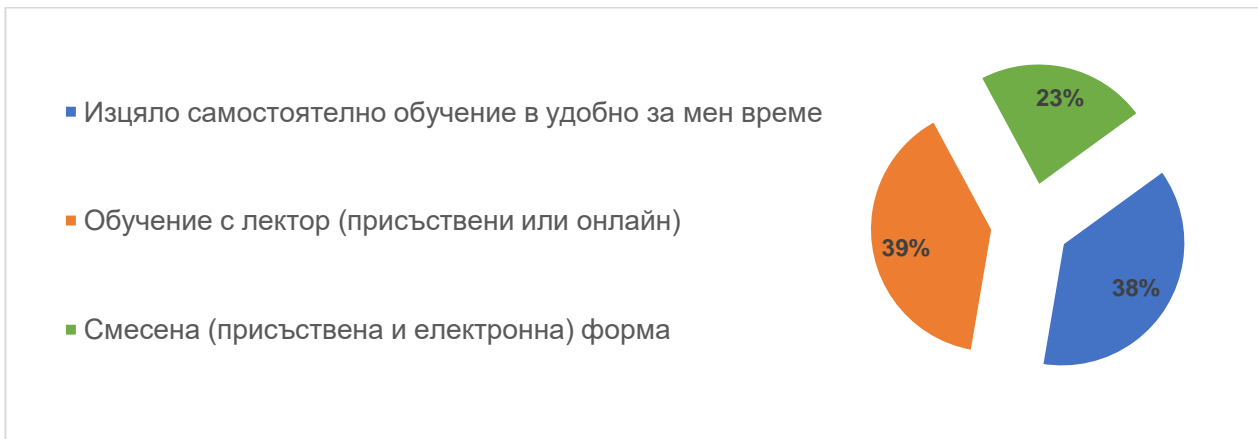 Изцяло самостоятелно обучение в удобно за мен време
Обучение с лектор (присъствени или онлайн)
Смесена (присъствена и електронна) форма
23%
39%
38%